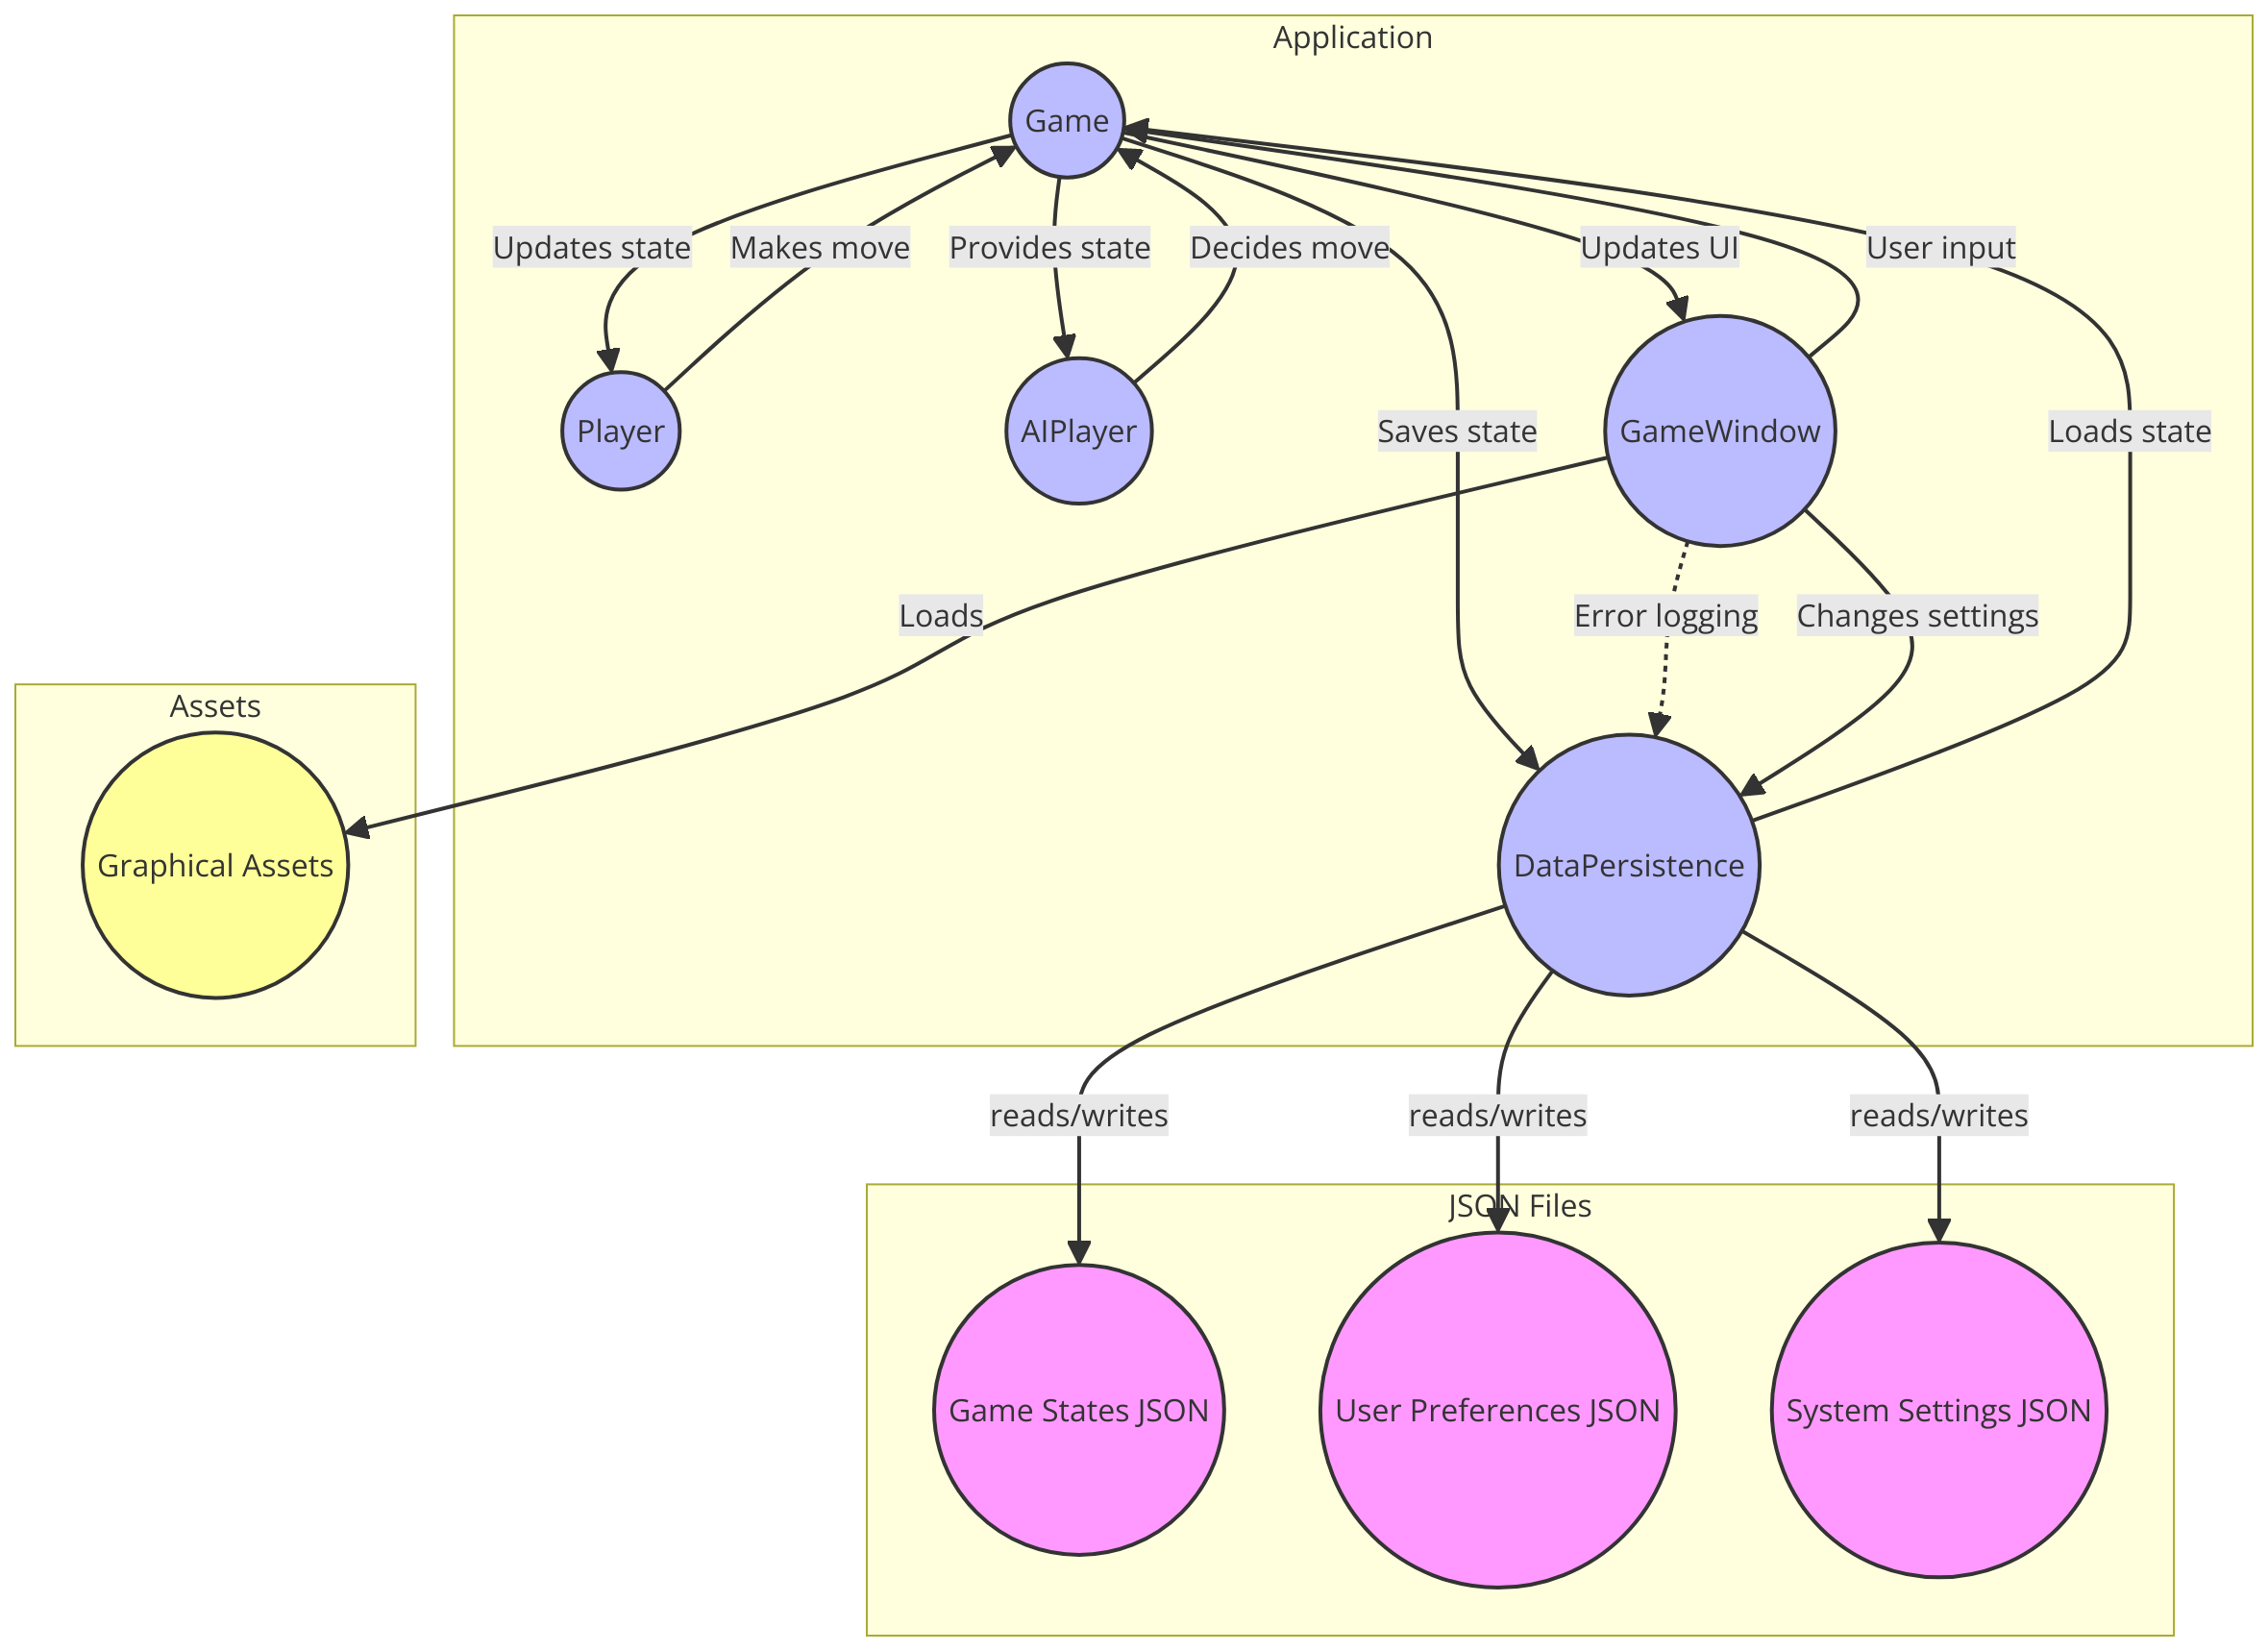 Application
Game
Updates state
Makes move
Provides state
Decides move
Updates UI
User input
Player
AIPlayer
Saves state
GameWindow
Loads state
Loads
Error logging
Changes settings
Assets
Graphical Assets
DataPersistence
reads/writes
reads/writes
reads/writes
JSON Files
Game States JSON
User Preferences JSON
System Settings JSON